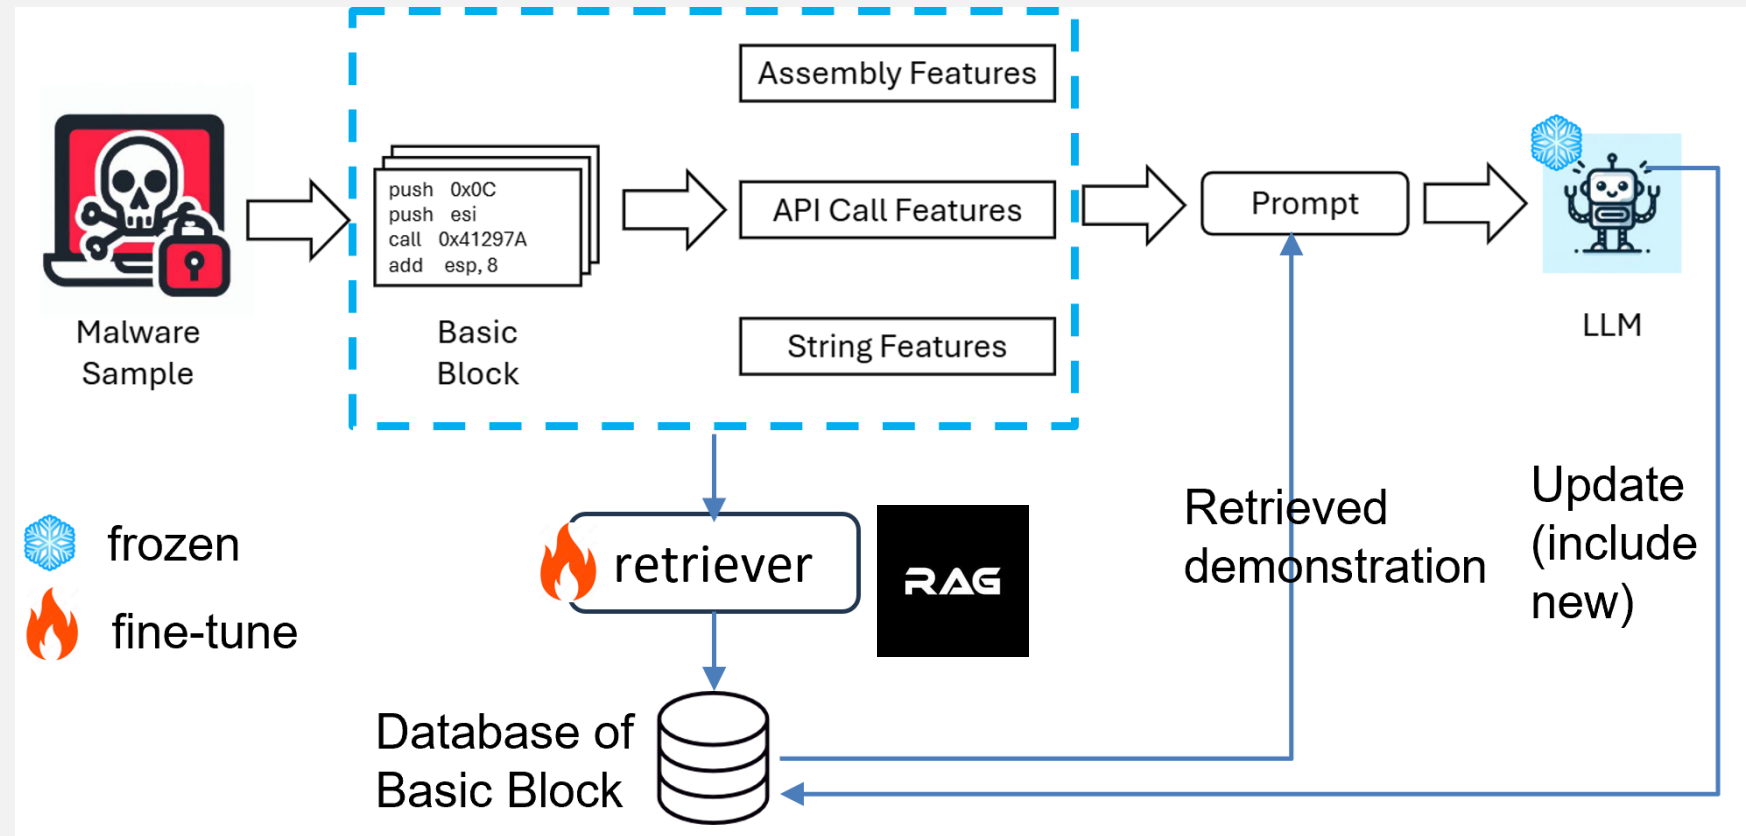 Assembly Features
push 0x0C
push esi
call 0x41297A
add esp, 8
API Call Features
Prompt
Malware
Sample
Basic
Block
String Features
LLM
frozen
fine-tune
retriever
RAG
Retrieved
demonstration
Update
(include
new)
Database of
Basic Block